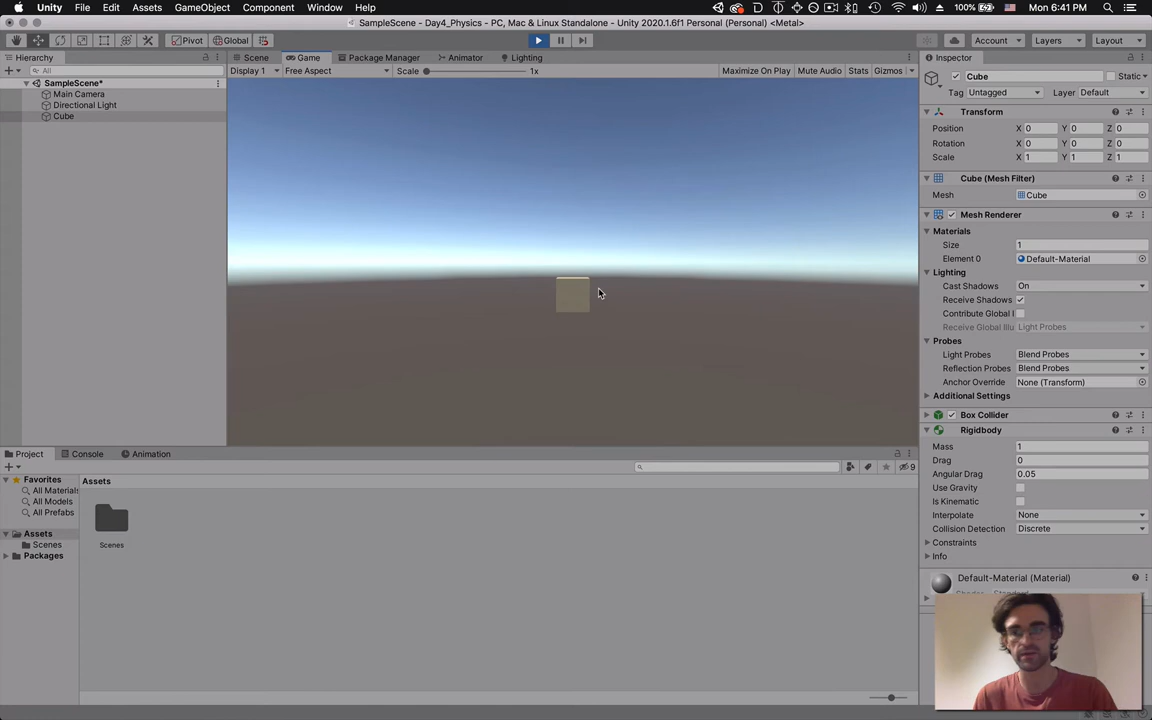 Unity File Edit Assets GameObject Component Window Help 100% Mon 6:41 PM
SampleScene - Day4_Physics - PC, Mac & Linux Standalone - Unity 2020.1.6f1 Personal (Personal) <Metal>
Pivot Global Account Layers Layout
Hierarchy Scene Game Package Manager Animator Lighting Inspector
All Display 1 Free Aspect Scale 1x Maximize On Play Mute Audio Stats Gizmos
Cube Static
SampleScene*
Tag Untagged Layer Default
Main Camera
Directional Light
Cube
Transform
Position X 0 Y 0 Z 0
Rotation X 0 Y 0 Z 0
Scale X 1 Y 1 Z 1
Cube (Mesh Filter)
Mesh Cube
Mesh Renderer
Materials
Size 1
Element 0 Default-Material
Lighting
Cast Shadows On
Receive Shadows
Contribute Global I
Receive Global Illu Light Probes
Probes
Light Probes Blend Probes
Reflection Probes Blend Probes
Anchor Override None (Transform)
Additional Settings
Box Collider
Rigidbody
Mass 1
Drag 0
Angular Drag 0.05
Use Gravity
Is Kinematic
Interpolate None
Collision Detection Discrete
Constraints
Info
Default-Material (Material)
Project Console Animation
9
Favorites
All Materials
All Models
All Prefabs
Assets
Scenes
Packages
Assets
Scenes